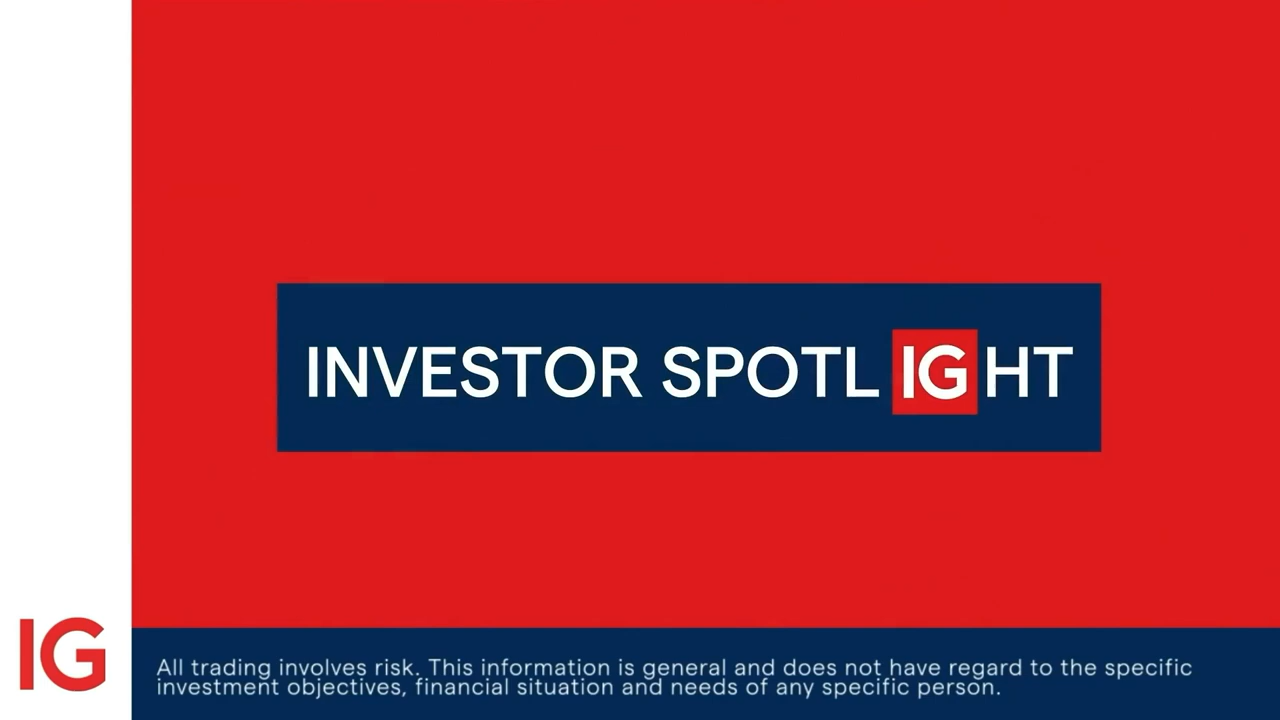 INVESTOR SPOTLIGHT
IG
All trading involves risk. This information is general and does not have regard to the specific
investment objectives, financial situation and needs of any specific person.